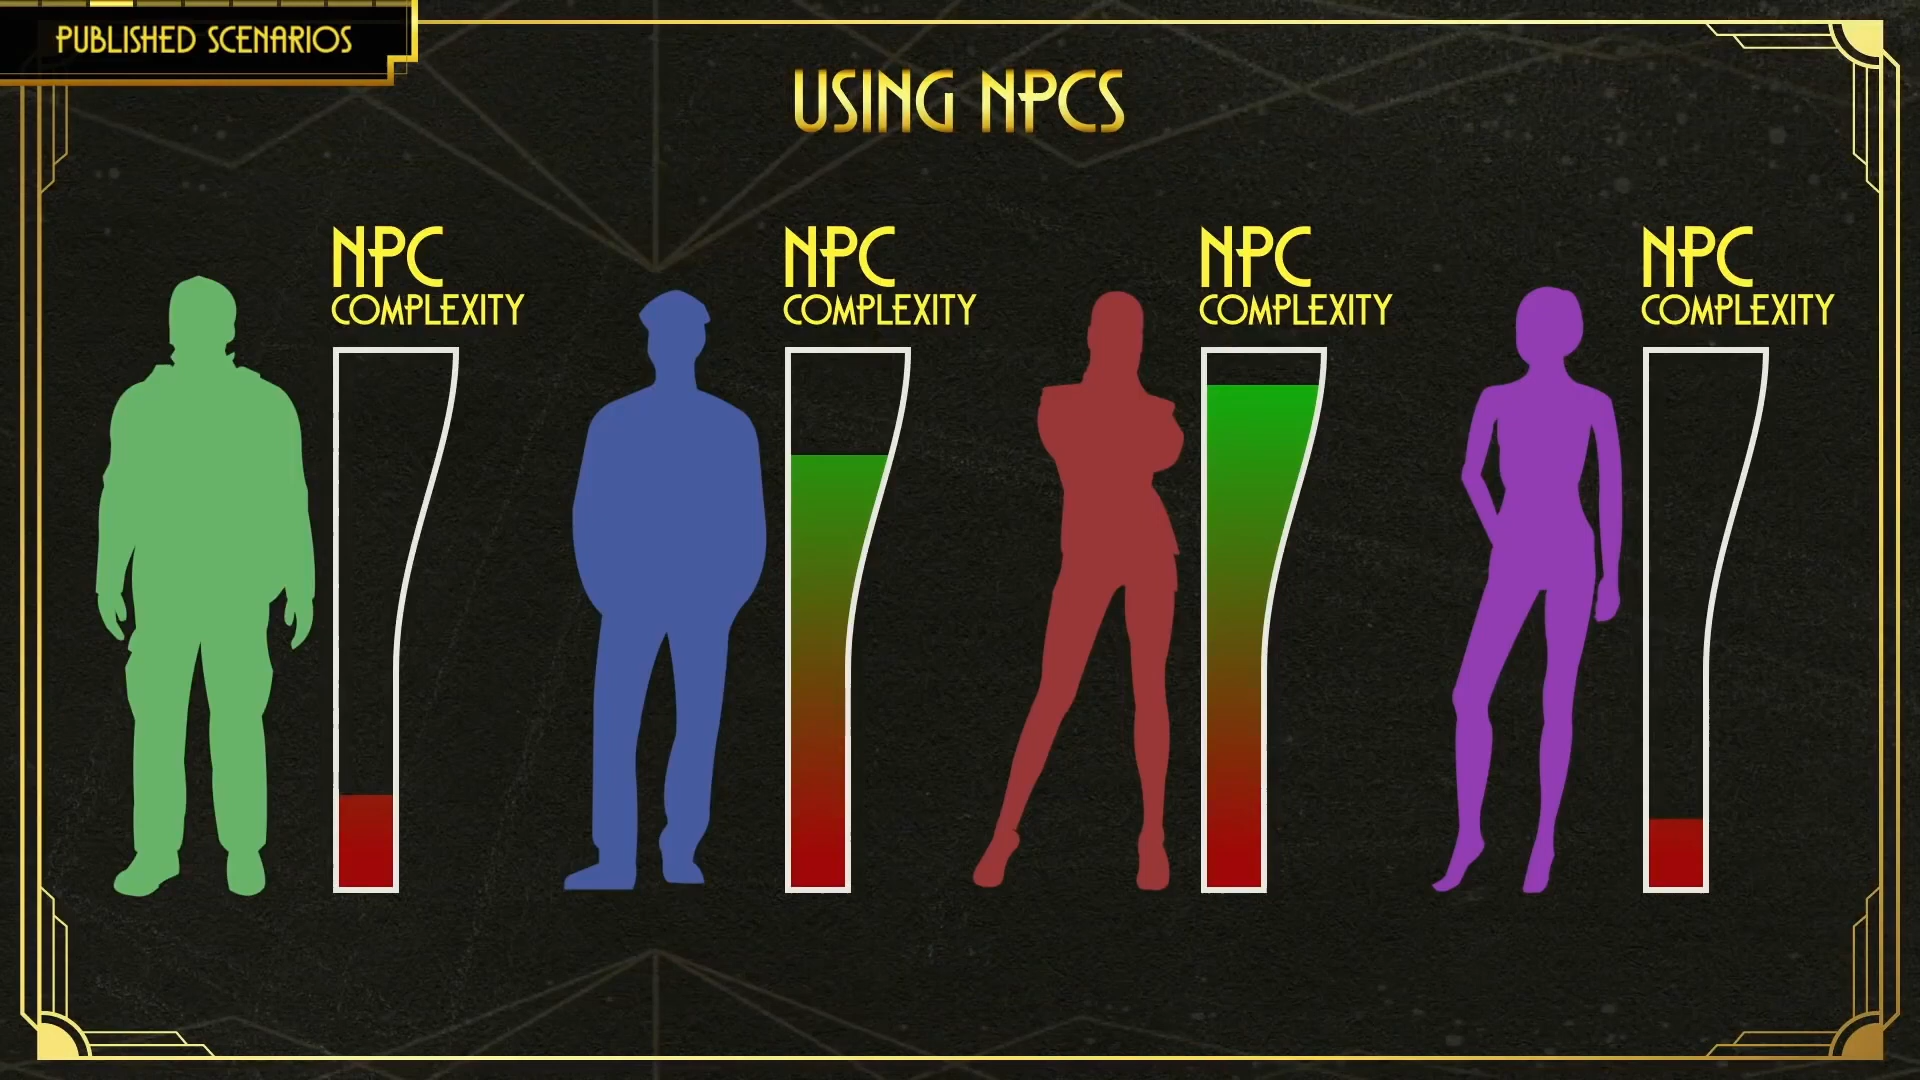 PUBLISHED SCENARIOS
USING NPCS
NPC
COMPLEXITY
NPC
COMPLEXITY
NPC
COMPLEXITY
NPC
COMPLEXITY